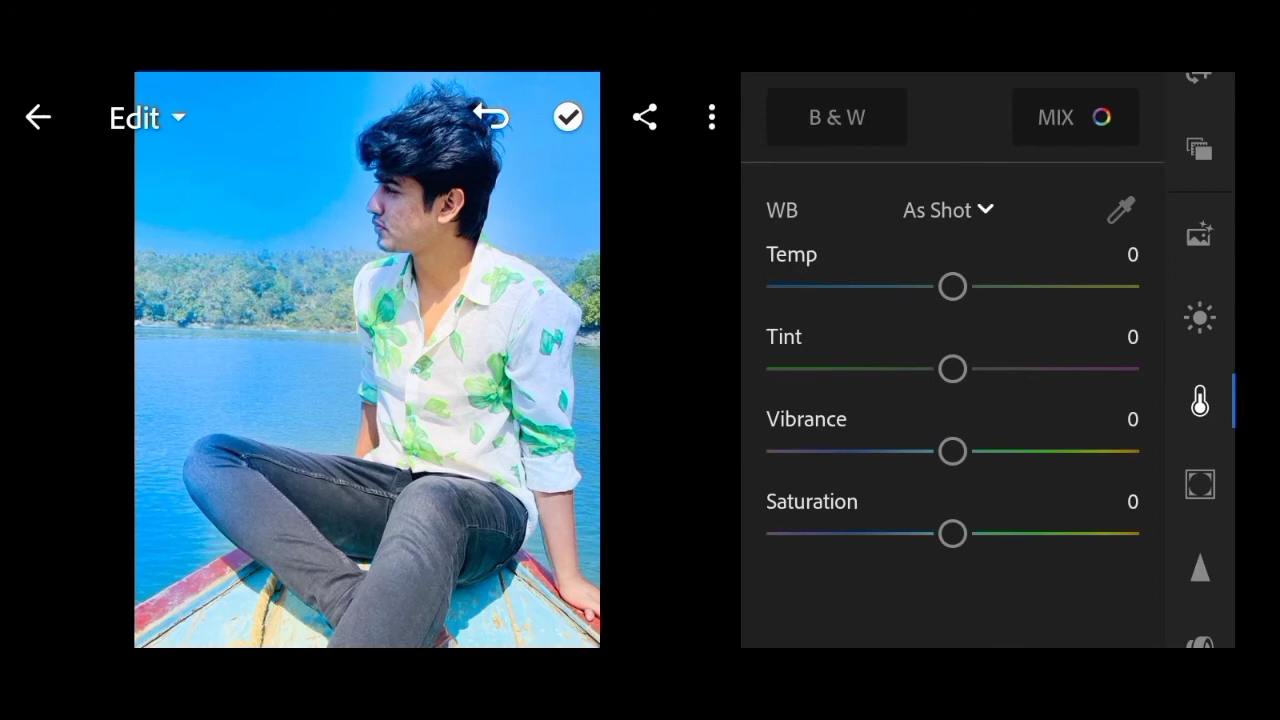 Edit
B & W
MIX
WB
As Shot
Temp
0
Tint
0
Vibrance
0
Saturation
0